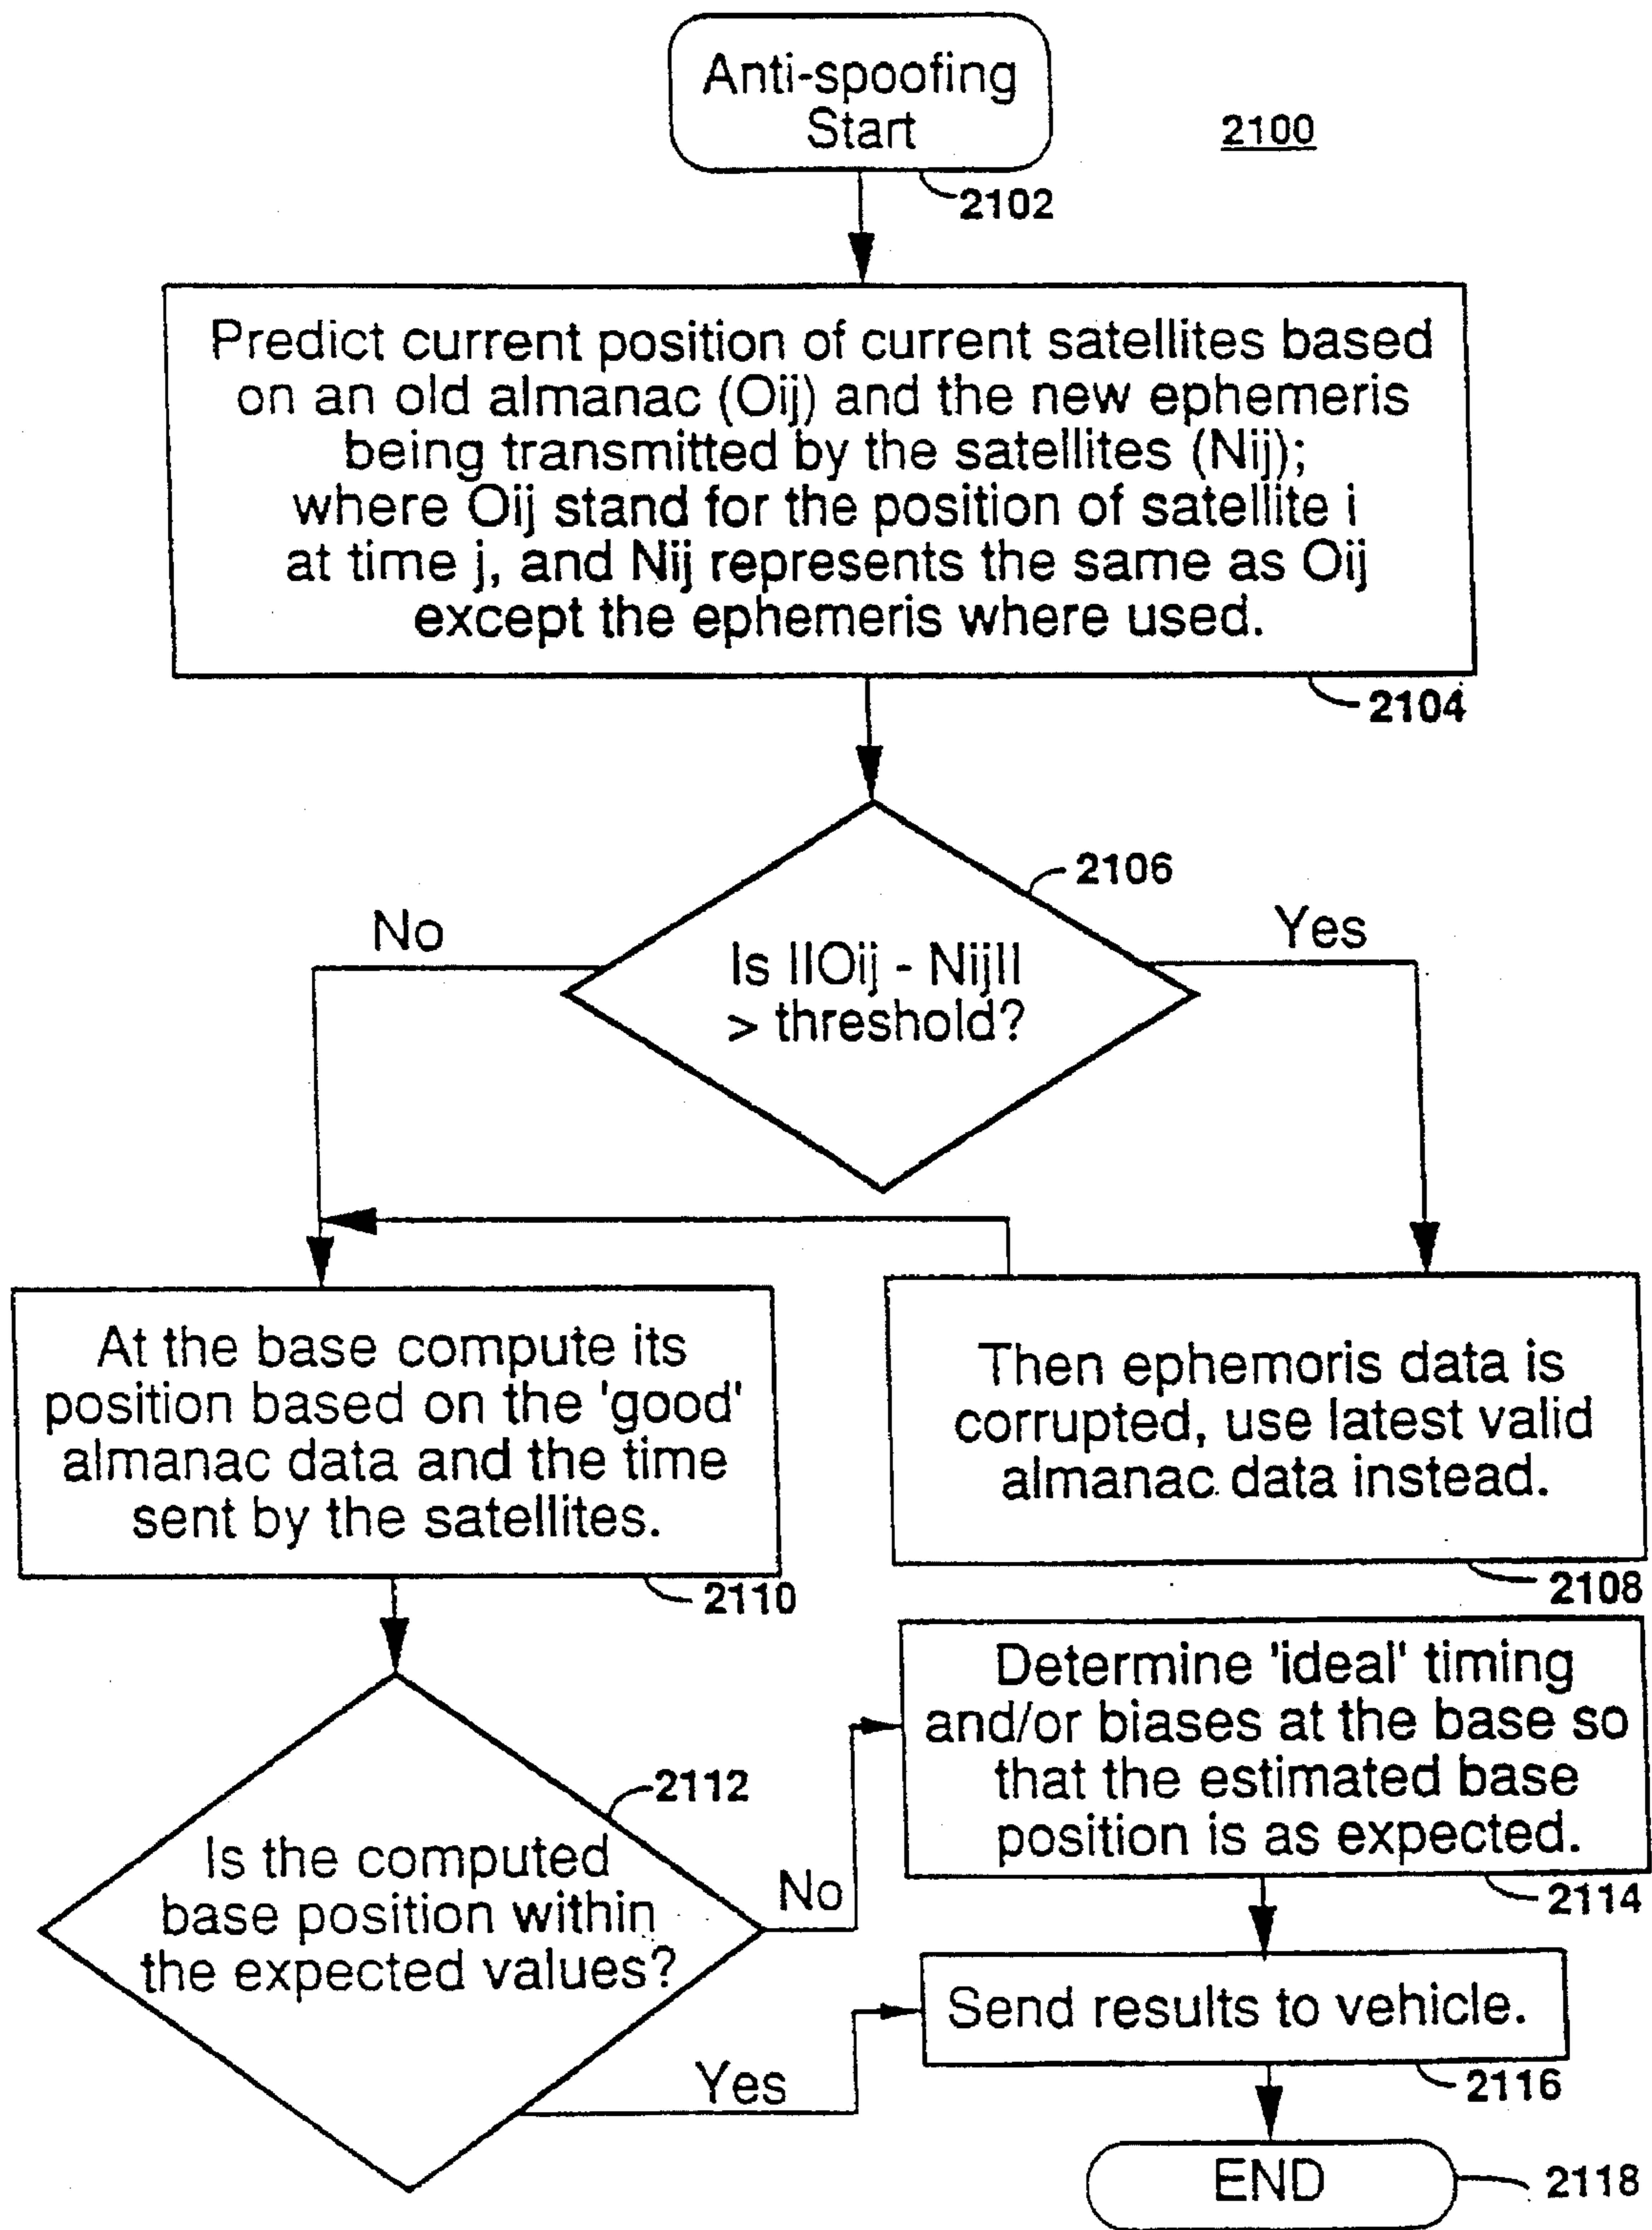 Anti-spoofing
Start
2100
2102
Predict current position of current satellites based
on an old almanac (Oij) and the new ephemeris
being transmitted by the satellites (Nij);
where Oij stand for the position of satellite i
at time j, and Nij represents the same as Oij
except the ephemeris where used.
2104
2106
No
Yes
Is IIOij - NijII
> threshold?
At the base compute its
position based on the 'good'
almanac data and the time
sent by the satellites.
2110
Then ephemoris data is
corrupted, use latest valid
almanac data instead.
2108
Determine 'ideal' timing
and/or biases at the base so
that the estimated base
position is as expected.
2114
2112
Is the computed
base position within
the expected values?
No
Yes
Send results to vehicle.
2116
END
2118